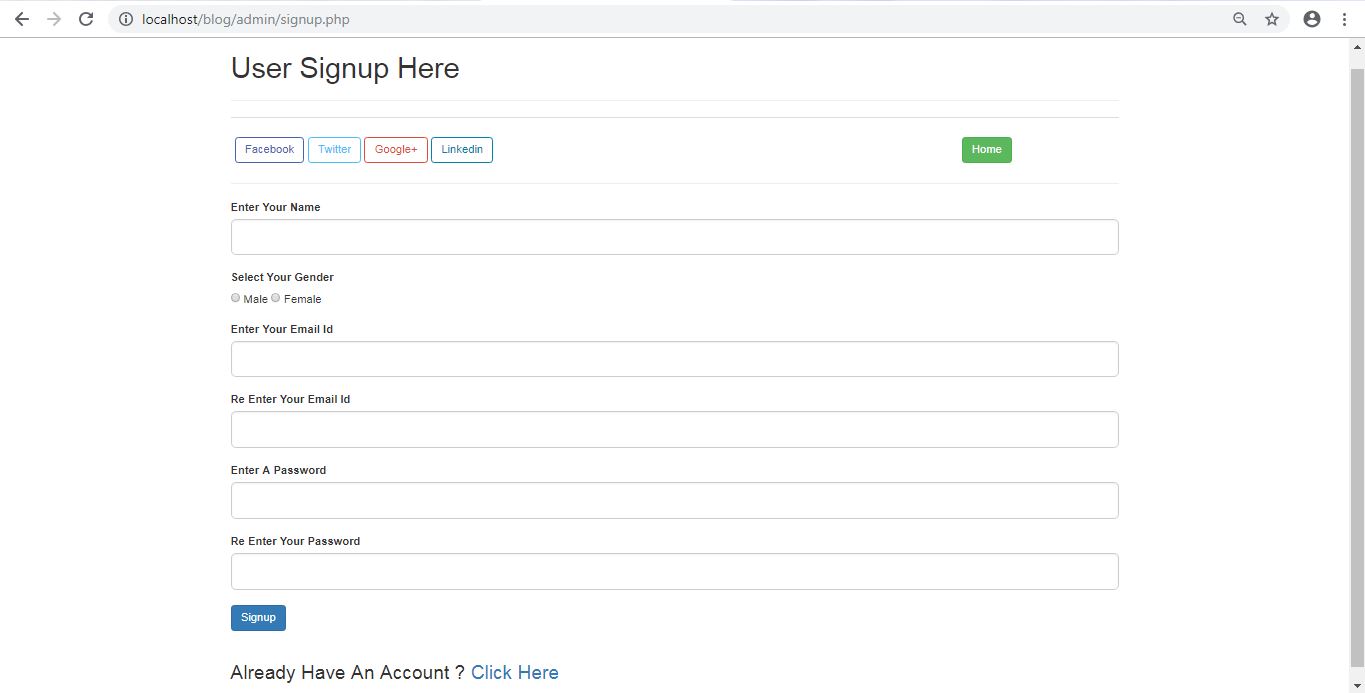 localhost/blog/admin/signup.php
User Signup Here
Facebook Twitter Google+ Linkedin Home
Enter Your Name
Select Your Gender
Male Female
Enter Your Email Id
Re Enter Your Email Id
Enter A Password
Re Enter Your Password
Signup
Already Have An Account ? Click Here